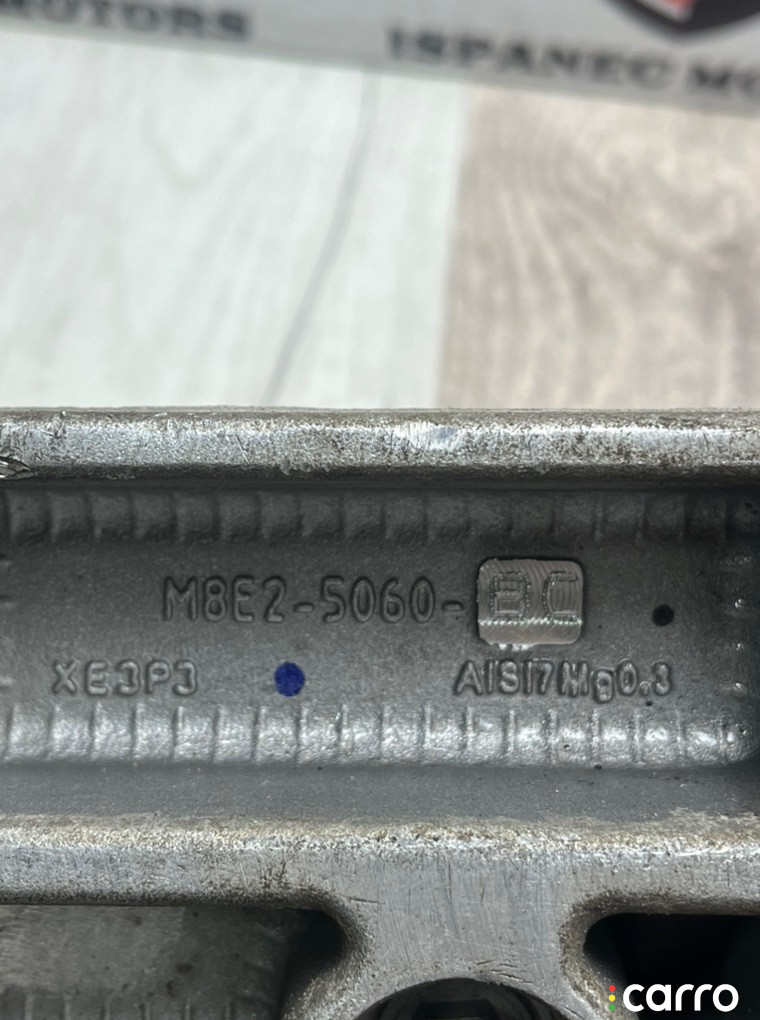 MOTORS
ISPANEC MO
M8E2-5060-BC
XE3P3
AlSi7Mg0.3
carro